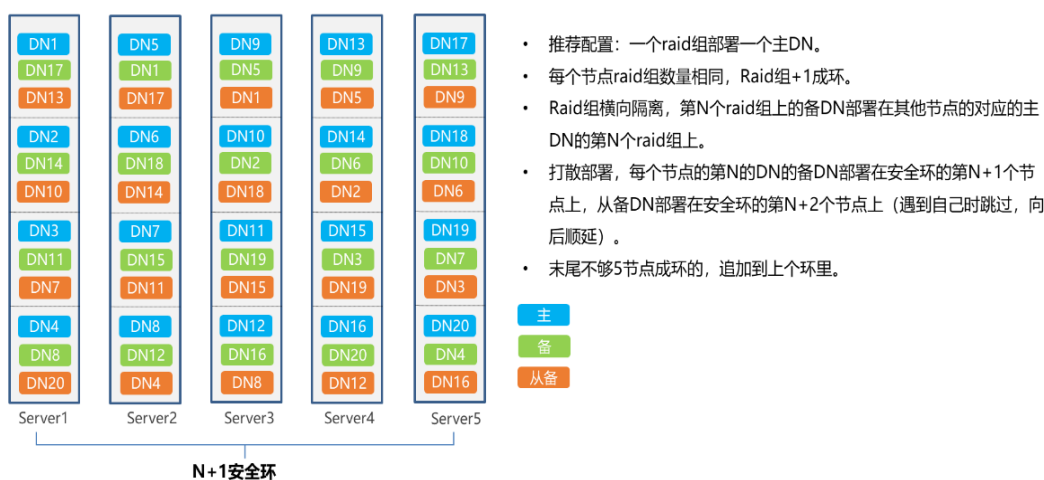 DN1 DN5 DN9 DN13 DN17
DN17 DN1 DN5 DN9 DN13
DN13 DN17 DN1 DN5 DN9
DN2 DN6 DN10 DN14 DN18
DN14 DN18 DN2 DN6 DN10
DN10 DN14 DN18 DN2 DN6
DN3 DN7 DN11 DN15 DN19
DN11 DN15 DN19 DN3 DN7
DN7 DN11 DN15 DN19 DN3
DN4 DN8 DN12 DN16 DN20
DN8 DN12 DN16 DN20 DN4
DN20 DN4 DN8 DN12 DN16
Server1 Server2 Server3 Server4 Server5
N+1安全环
• 推荐配置：一个raid组部署一个主DN。
• 每个节点raid组数量相同，Raid组+1成环。
• Raid组横向隔离，第N个raid组上的备DN部署在其他节点的对应的主
DN的第N个raid组上。
• 打散部署，每个节点的第N的DN的备DN部署在安全环的第N+1个节
点上，从备DN部署在安全环的第N+2个节点上（遇到自己时跳过，向
后顺延）。
• 末尾不够5节点成环的，追加到上个环里。
主
备
从备